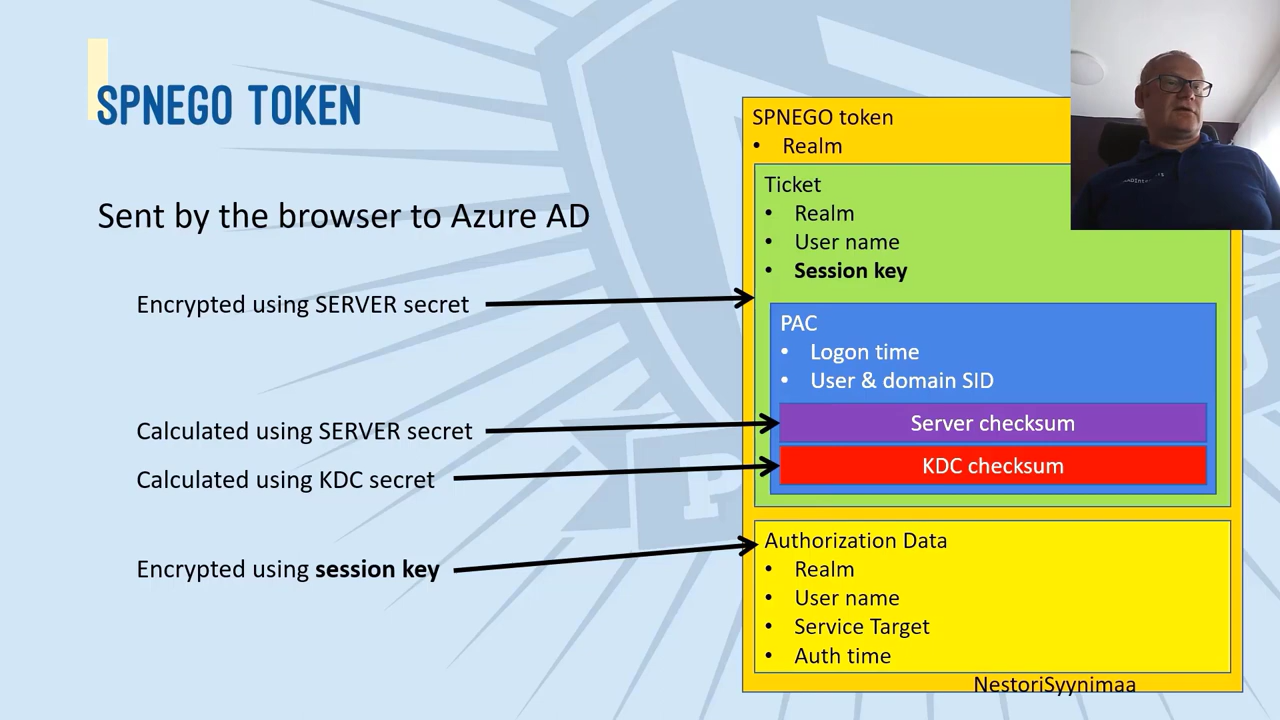 SPNEGO TOKEN
Sent by the browser to Azure AD
Encrypted using SERVER secret
Calculated using SERVER secret
Calculated using KDC secret
Encrypted using session key
SPNEGO token
• Realm
Ticket
• Realm
• User name
• Session key
PAC
• Logon time
• User & domain SID
Server checksum
KDC checksum
Authorization Data
• Realm
• User name
• Service Target
• Auth time
NestoriSyynimaa